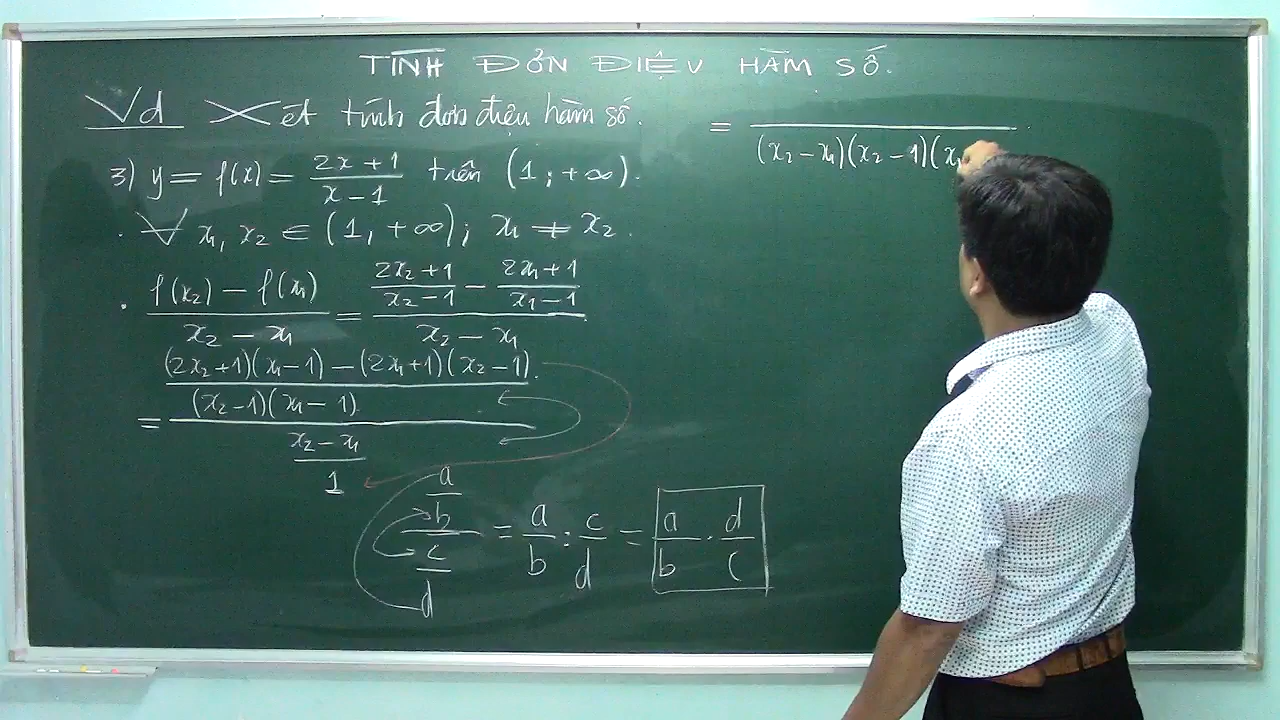 TÍNH ĐƠN ĐIỆU HÀM SỐ.
Vd Xét tính đơn điệu hàm số.
3) y = f(x) = (2x+1)/(x-1) trên (1; +∞).
. ∀ x₁, x₂ ∈ (1, +∞); x₁ ≠ x₂.
. (f(x₂) - f(x₁))/(x₂ - x₁) = ((2x₂+1)/(x₂-1) - (2x₁+1)/(x₁-1))/(x₂ - x₁)
= (((2x₂+1)(x₁-1) - (2x₁+1)(x₂-1))/((x₂-1)(x₁-1)))/((x₂-x₁)/1)
(a/b)/(c/d) = a/b : c/d = a/b . d/c
= /((x₂-x₁)(x₂-1)(x₁